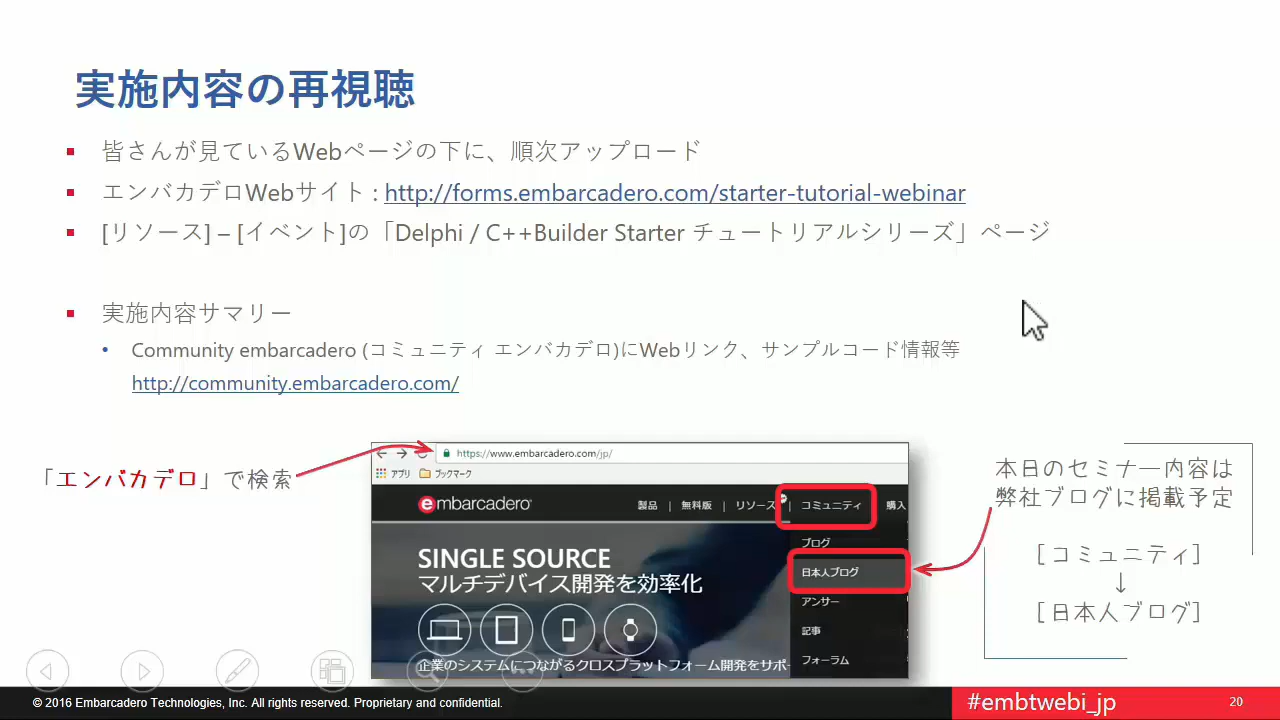 実施内容の再視聴
皆さんが見ているWebページの下に、順次アップロード
エンバカデロWebサイト : http://forms.embarcadero.com/starter-tutorial-webinar
[リソース] – [イベント]の「Delphi / C++Builder Starter チュートリアルシリーズ」ページ
実施内容サマリー
Community embarcadero (コミュニティ エンバカデロ)にWebリンク、サンプルコード情報等
http://community.embarcadero.com/
「エンバカデロ」で検索
https://www.embarcadero.com/jp/
アプリ ブックマーク
embarcadero
製品 | 無料版 | リソース | コミュニティ 購入
ブログ
日本人ブログ
アンサー
記事
フォーラム
SINGLE SOURCE
マルチデバイス開発を効率化
企業のシステムにつながるクロスプラットフォーム開発をサポ
本日のセミナー内容は
弊社ブログに掲載予定
[コミュニティ]
↓
[日本人ブログ]
© 2016 Embarcadero Technologies, Inc. All rights reserved. Proprietary and confidential.
#embtwebi_jp
20